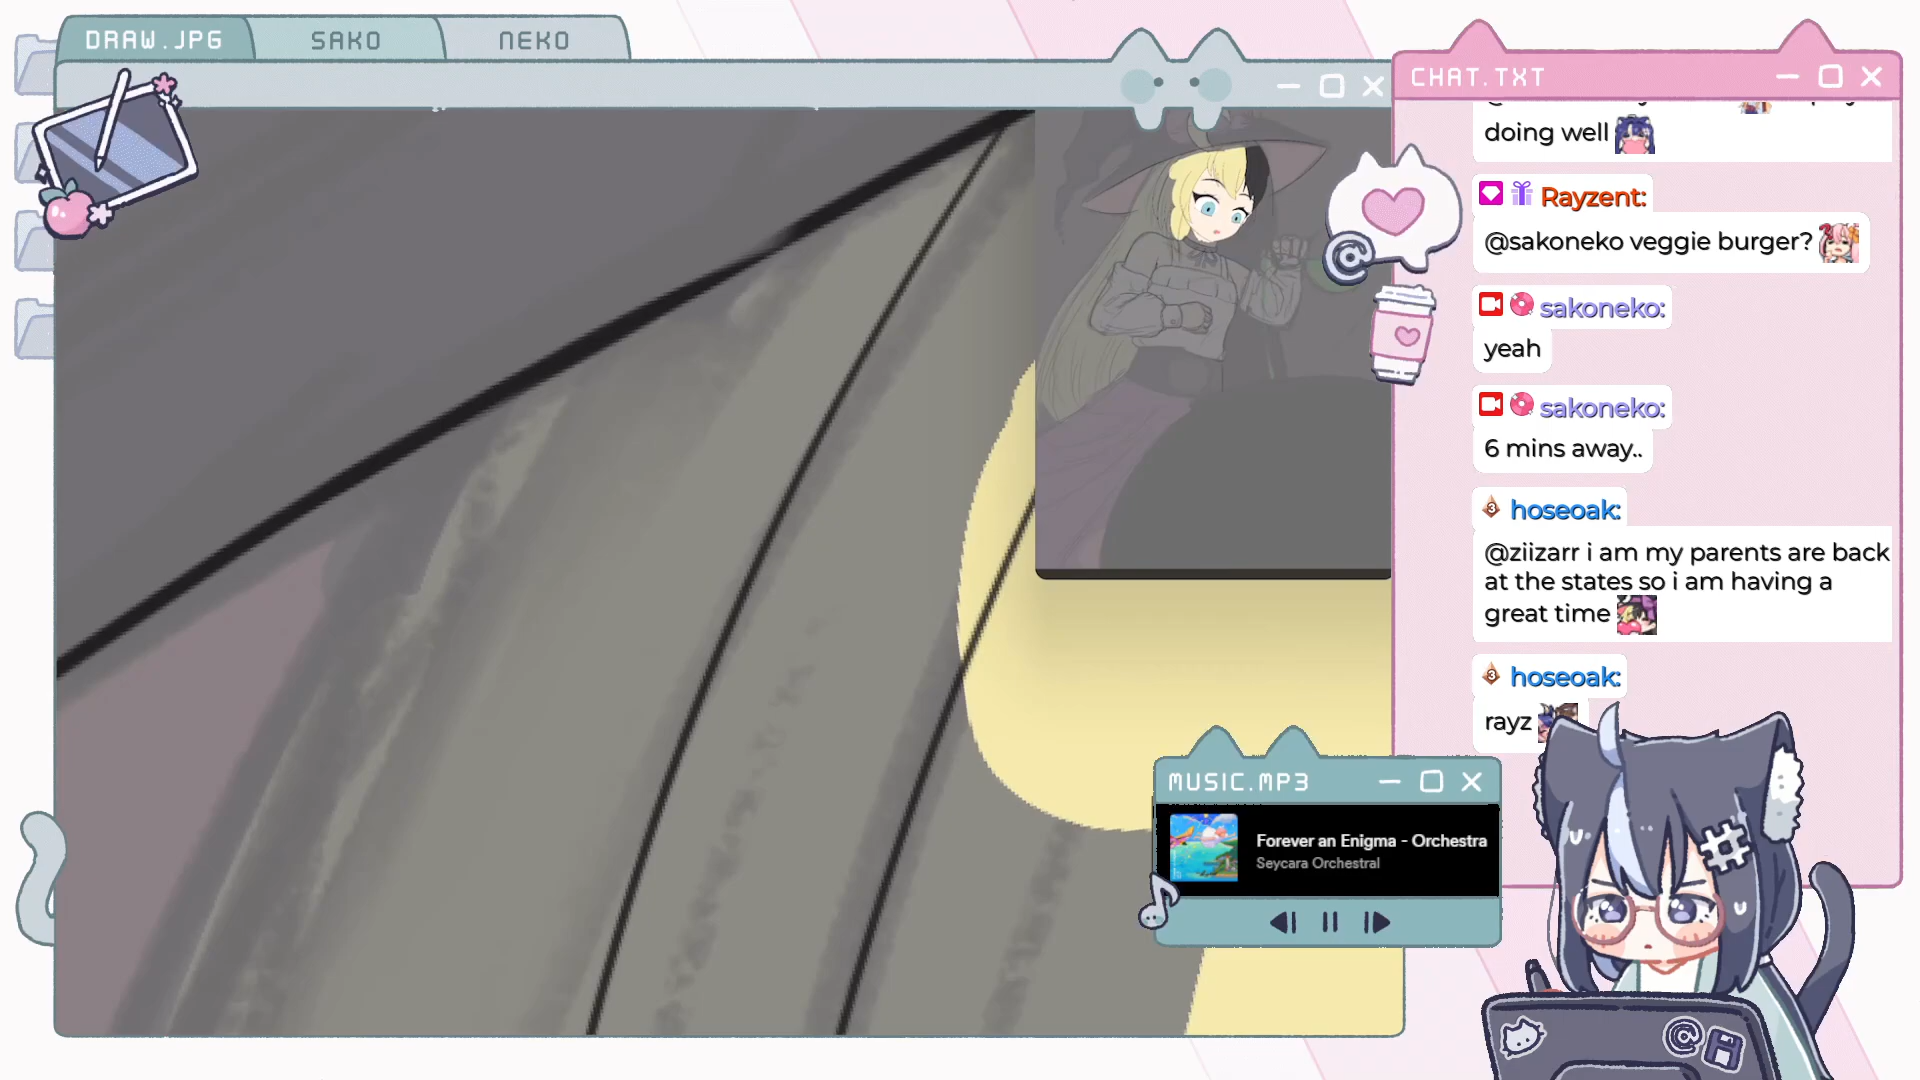 DRAW.JPG
SAKO
NEKO
CHAT.TXT
doing well
Rayzent:
@sakoneko veggie burger?
sakoneko:
yeah
sakoneko:
6 mins away..
hoseoak:
@ziizarr i am my parents are back
at the states so i am having a
great time
hoseoak:
rayz
MUSIC.MP3
Forever an Enigma - Orchestra
Seycara Orchestral